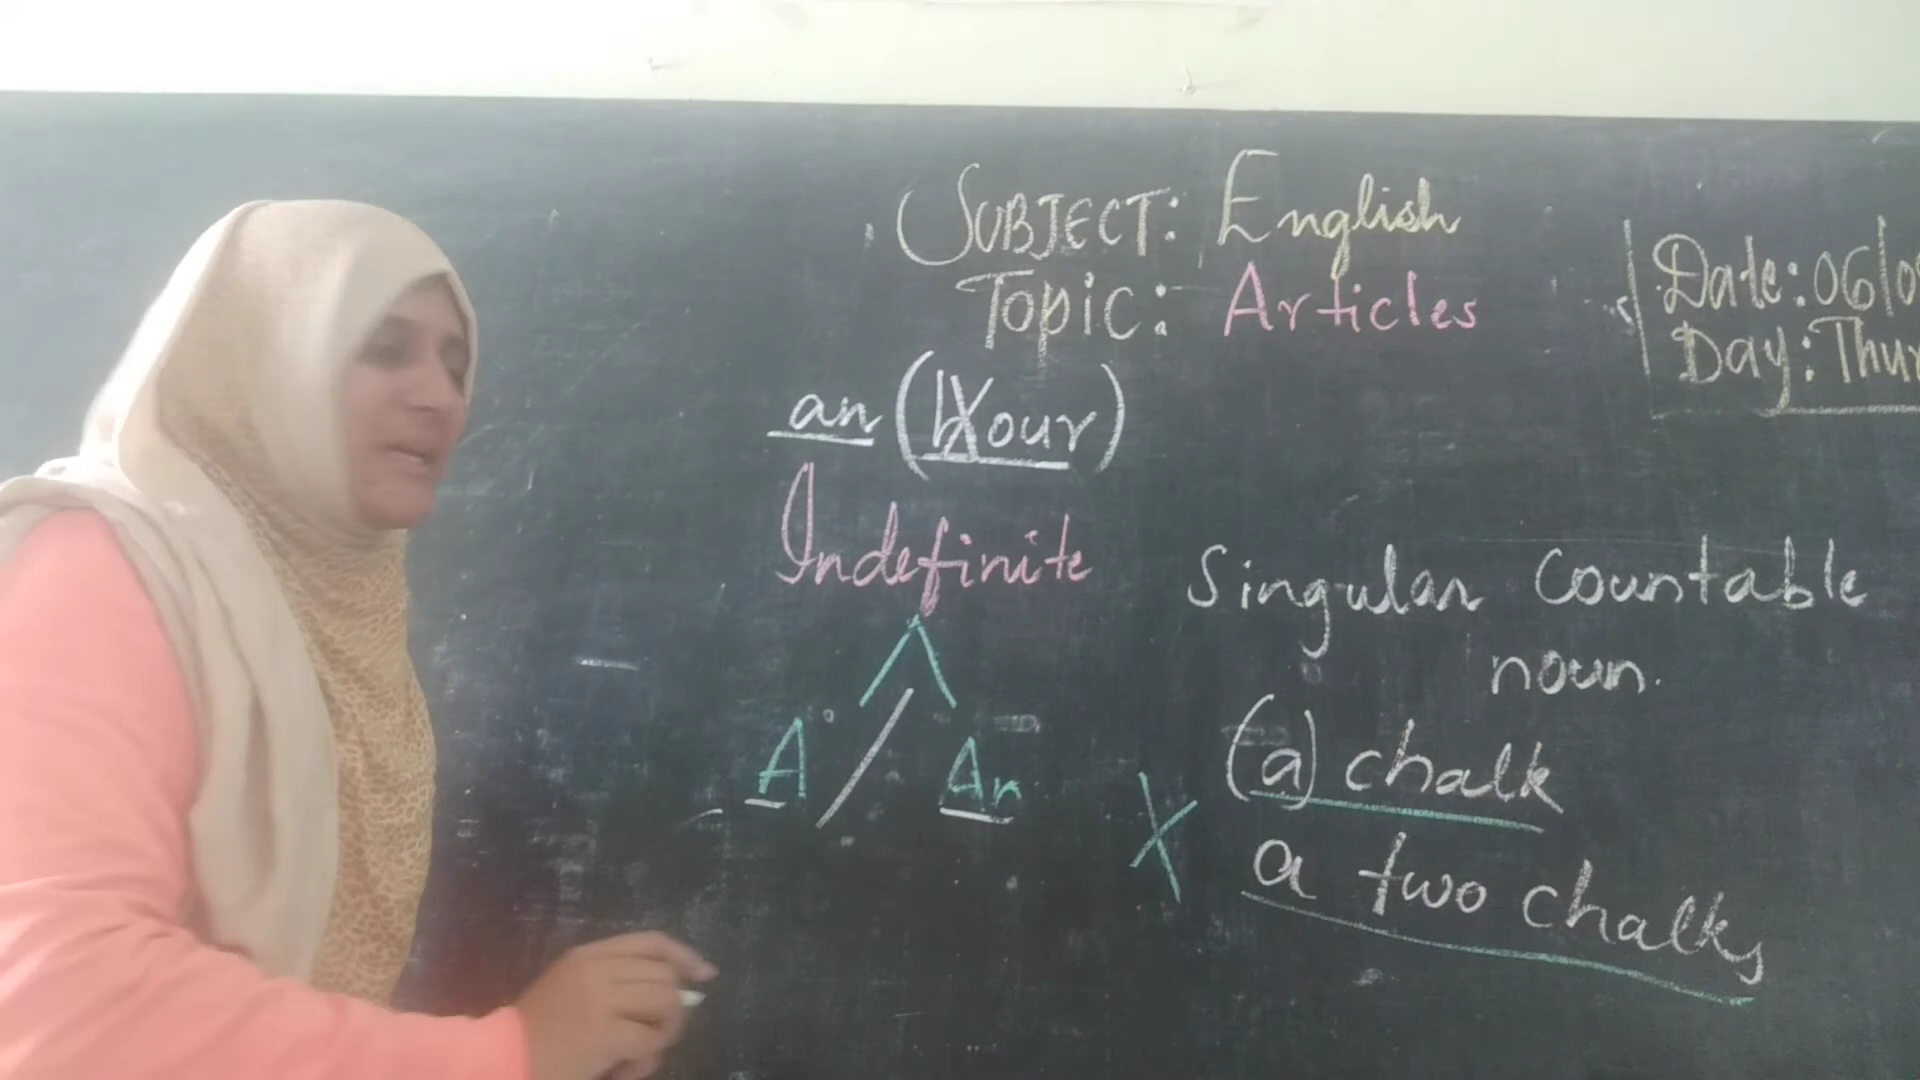 SUBJECT: English
Topic: Articles
Date: 06/0
Day: Thur
an (hour)
Indefinite
A / An
Singular Countable
noun.
(a) chalk
X a two chalks